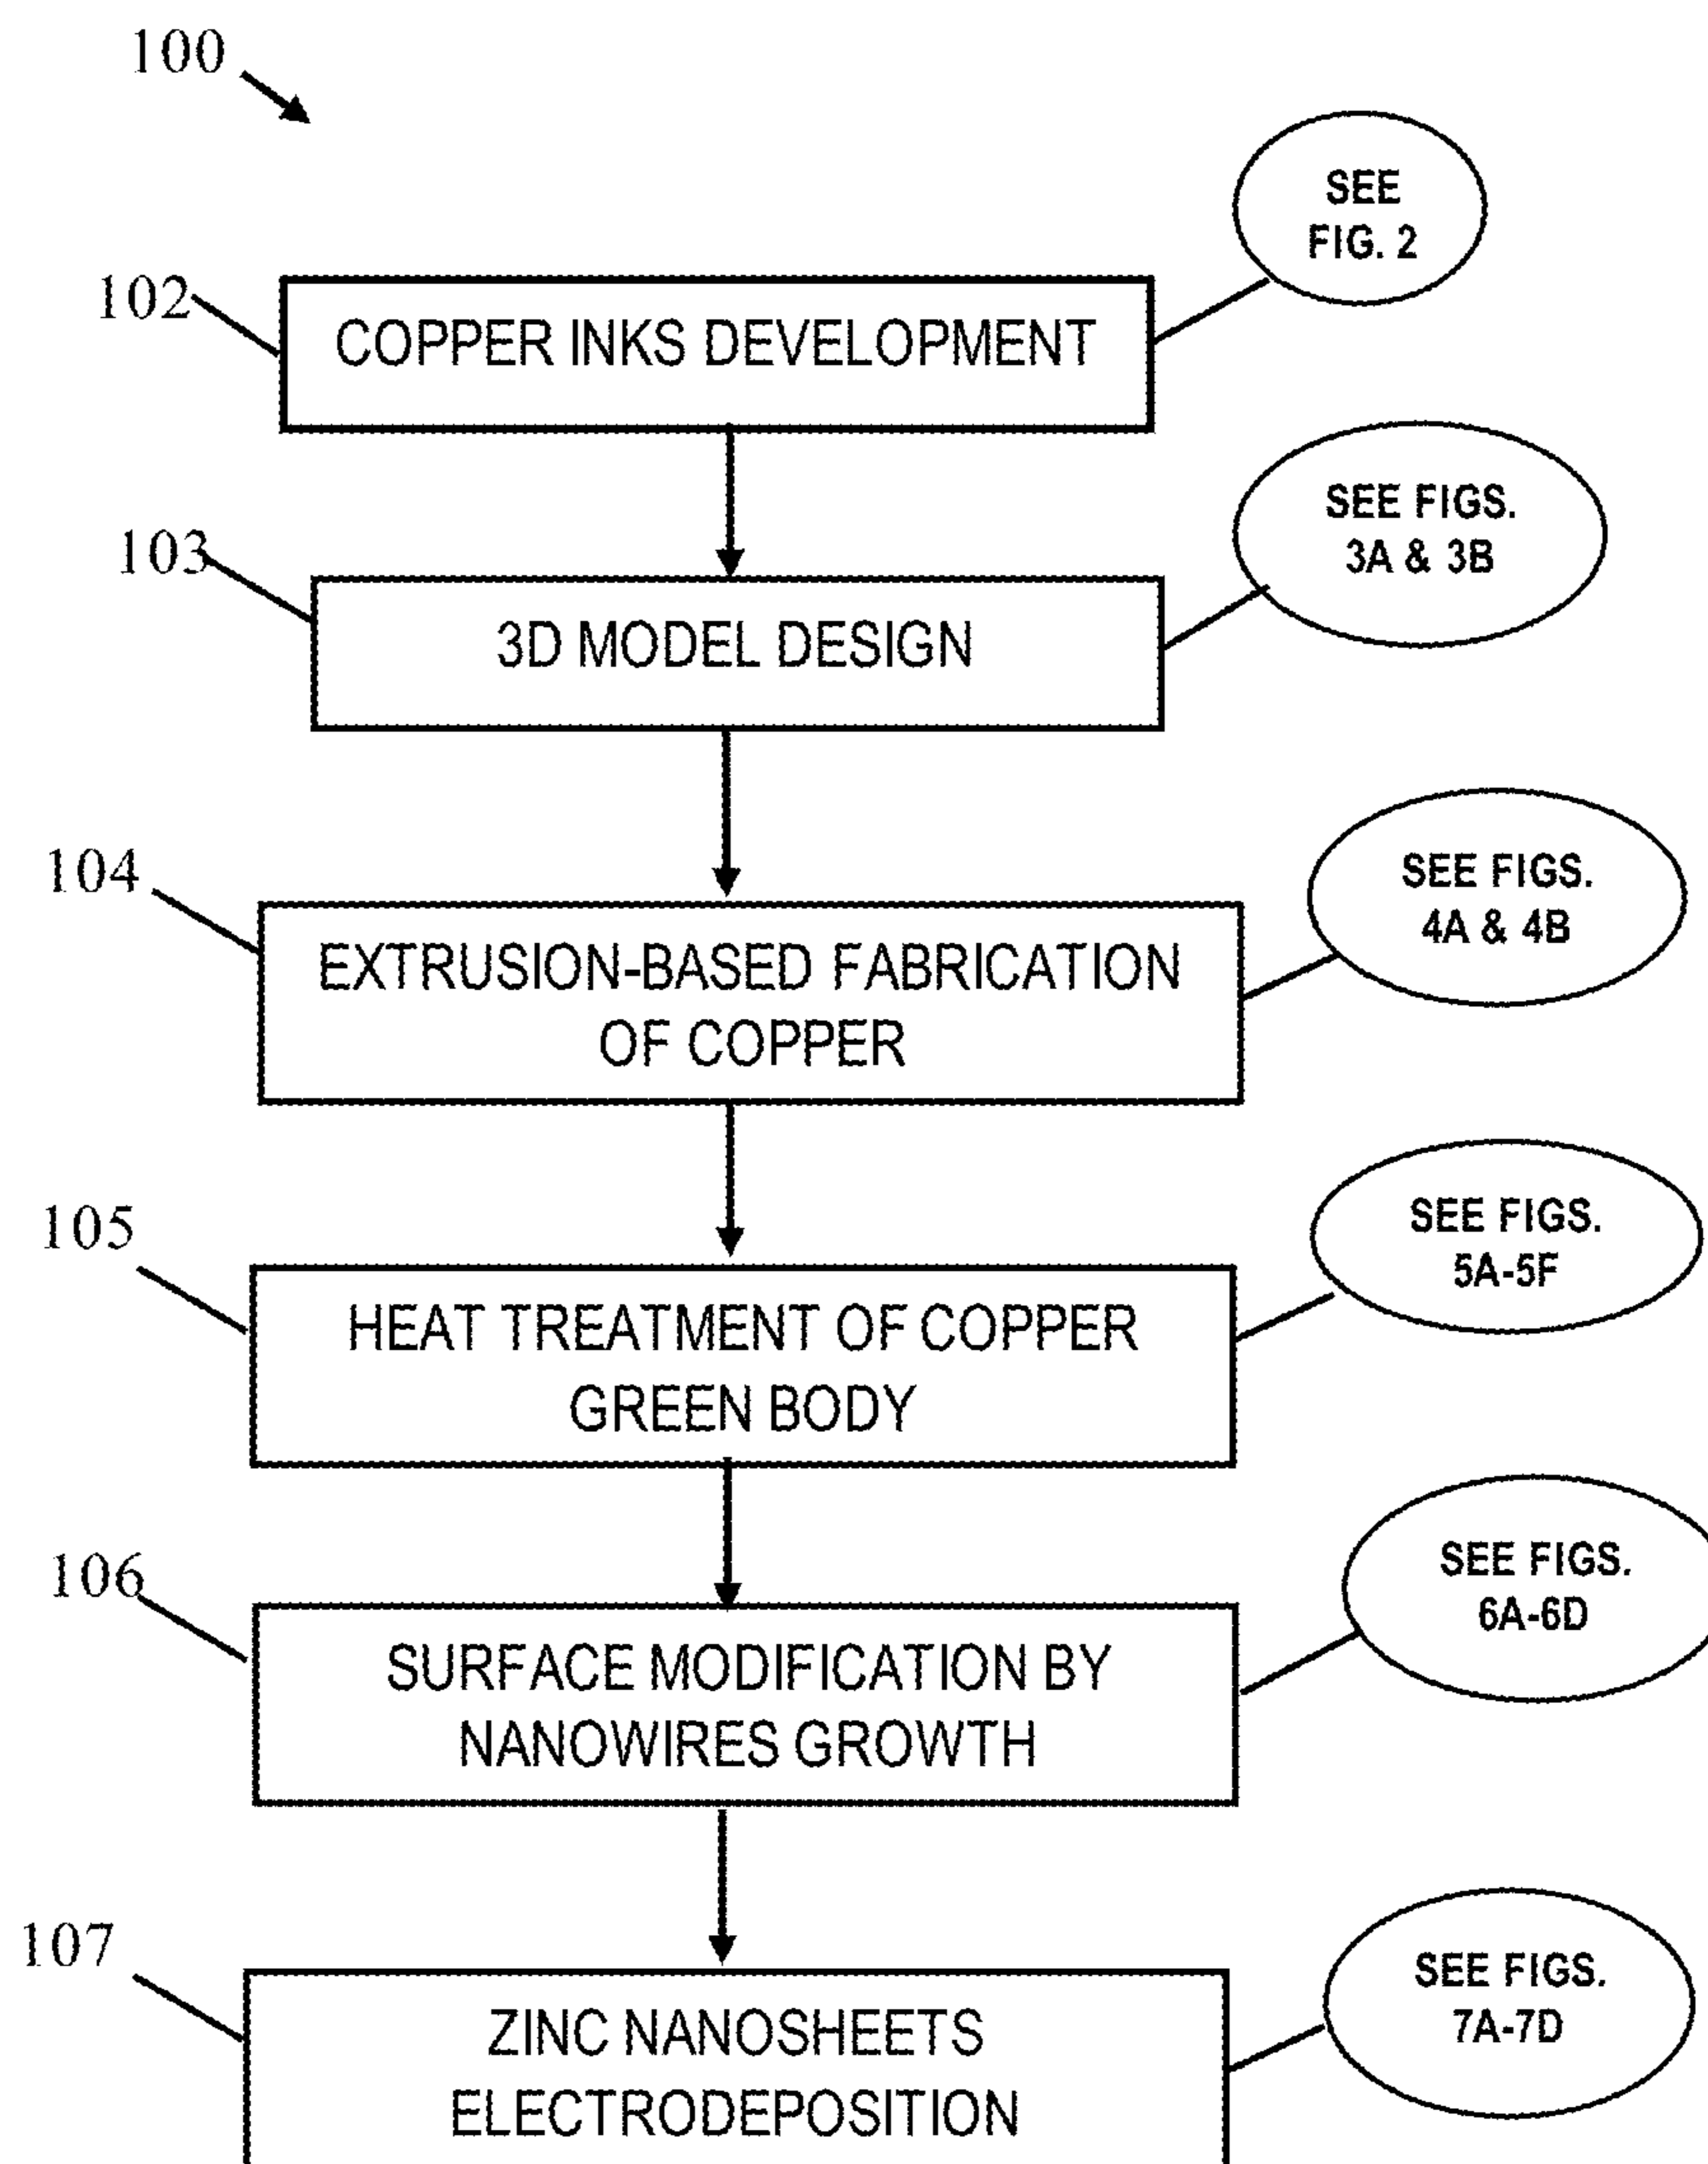 100
SEE
FIG. 2
102
COPPER INKS DEVELOPMENT
SEE FIGS.
3A & 3B
103
3D MODEL DESIGN
SEE FIGS.
4A & 4B
104
EXTRUSION-BASED FABRICATION
OF COPPER
SEE FIGS.
5A-5F
105
HEAT TREATMENT OF COPPER
GREEN BODY
SEE FIGS.
6A-6D
106
SURFACE MODIFICATION BY
NANOWIRES GROWTH
SEE FIGS.
7A-7D
107
ZINC NANOSHEETS
ELECTRODEPOSITION